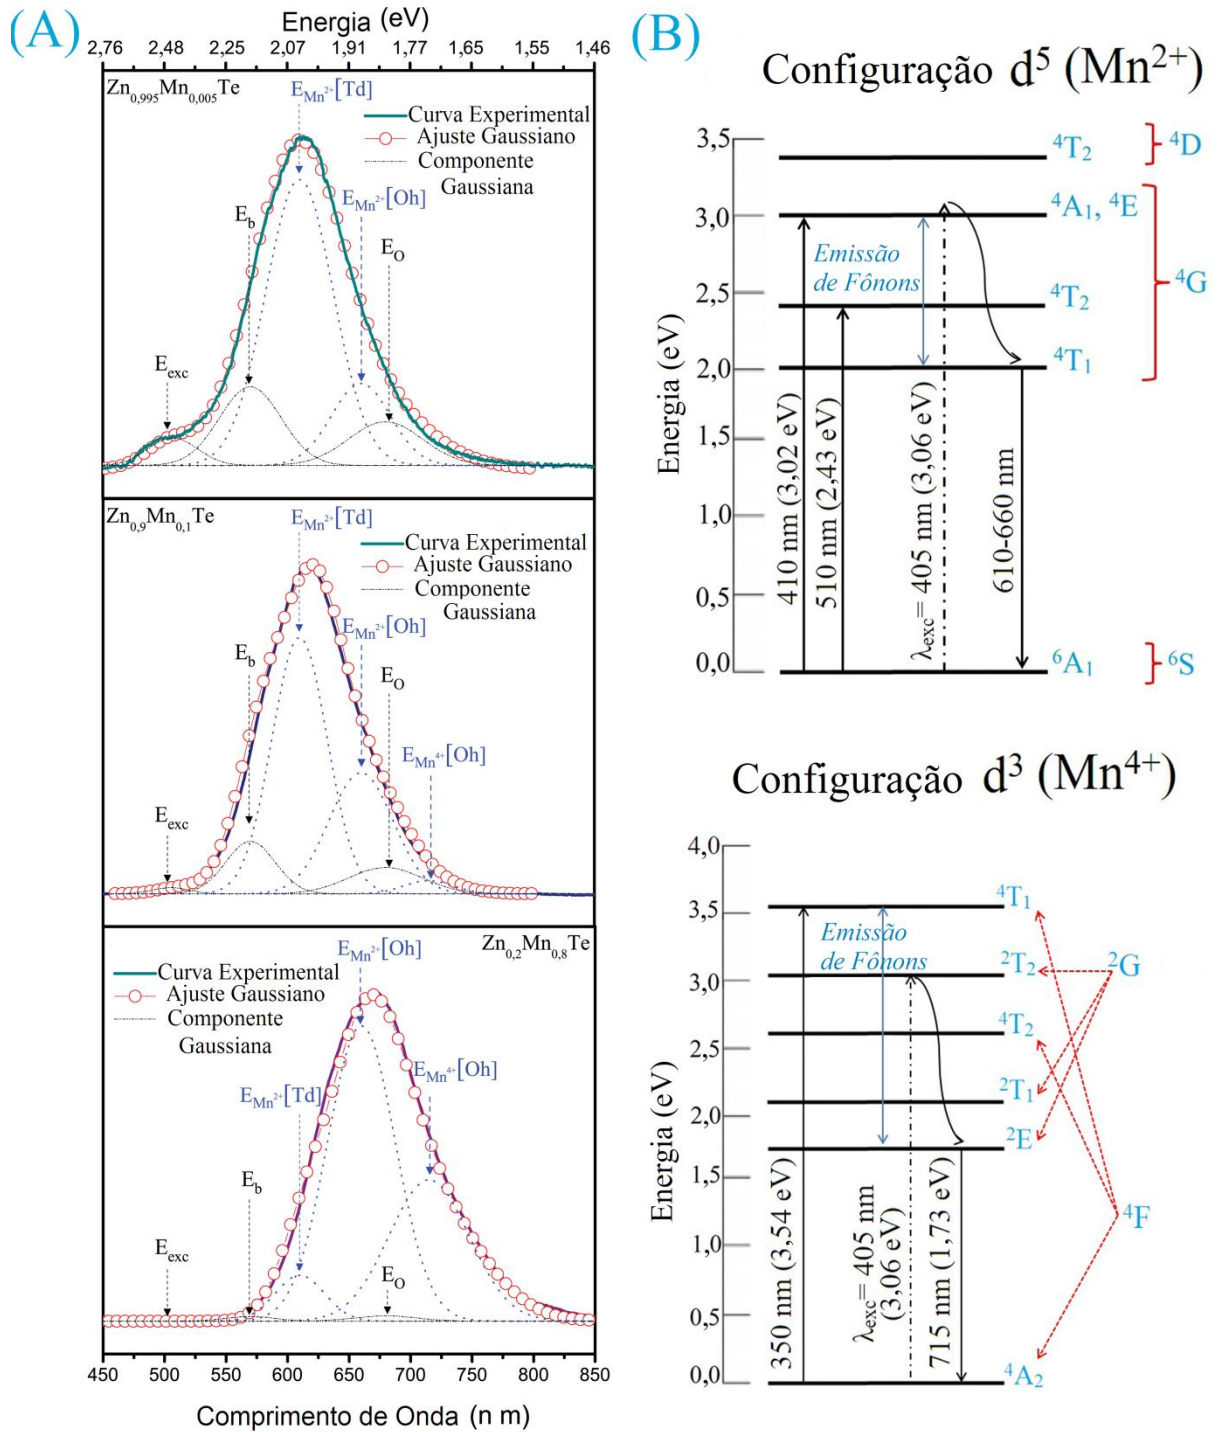 (A)
Energia (eV)
2,76 2,48 2,25 2,07 1,91 1,77 1,65 1,55 1,46
Zn0,995Mn0,005Te
EMn2+[Td]
Curva Experimental
Ajuste Gaussiano
Componente
Gaussiana
EMn2+[Oh]
Eb
EO
Eexc
Zn0,9Mn0,1Te
EMn2+[Td]
Curva Experimental
Ajuste Gaussiano
Componente
Gaussiana
EMn2+[Oh]
Eb
EO
EMn4+[Oh]
Eexc
EMn2+[Oh]
Zn0,2Mn0,8Te
Curva Experimental
Ajuste Gaussiano
Componente
Gaussiana
EMn4+[Oh]
EMn2+[Td]
Eb
Eexc
EO
450 500 550 600 650 700 750 800 850
Comprimento de Onda (n m)
(B)
Configuração d⁵ (Mn²⁺)
Energia (eV)
3,5
3,0
2,5
2,0
1,5
1,0
0,5
0,0
⁴T₂
⁴D
⁴A₁, ⁴E
⁴G
Emissão
de Fônons
⁴T₂
⁴T₁
410 nm (3,02 eV)
510 nm (2,43 eV)
λexc= 405 nm (3,06 eV)
610-660 nm
⁶A₁
⁶S
Configuração d³ (Mn⁴⁺)
Energia (eV)
4,0
3,5
3,0
2,5
2,0
1,5
1,0
0,5
0,0
⁴T₁
Emissão
de Fônons
²T₂
²G
⁴T₂
²T₁
²E
⁴F
350 nm (3,54 eV)
λexc= 405 nm
(3,06 eV)
715 nm (1,73 eV)
⁴A₂